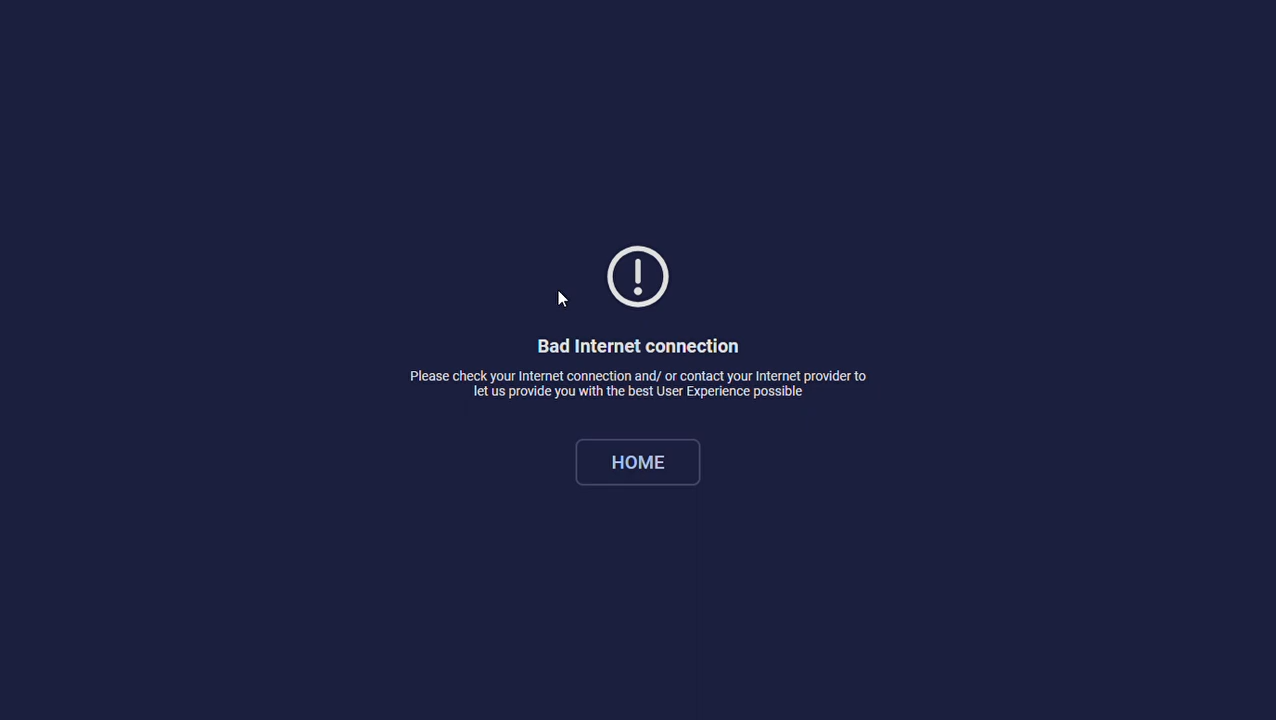 Bad Internet connection
Please check your Internet connection and/ or contact your Internet provider to
let us provide you with the best User Experience possible
HOME